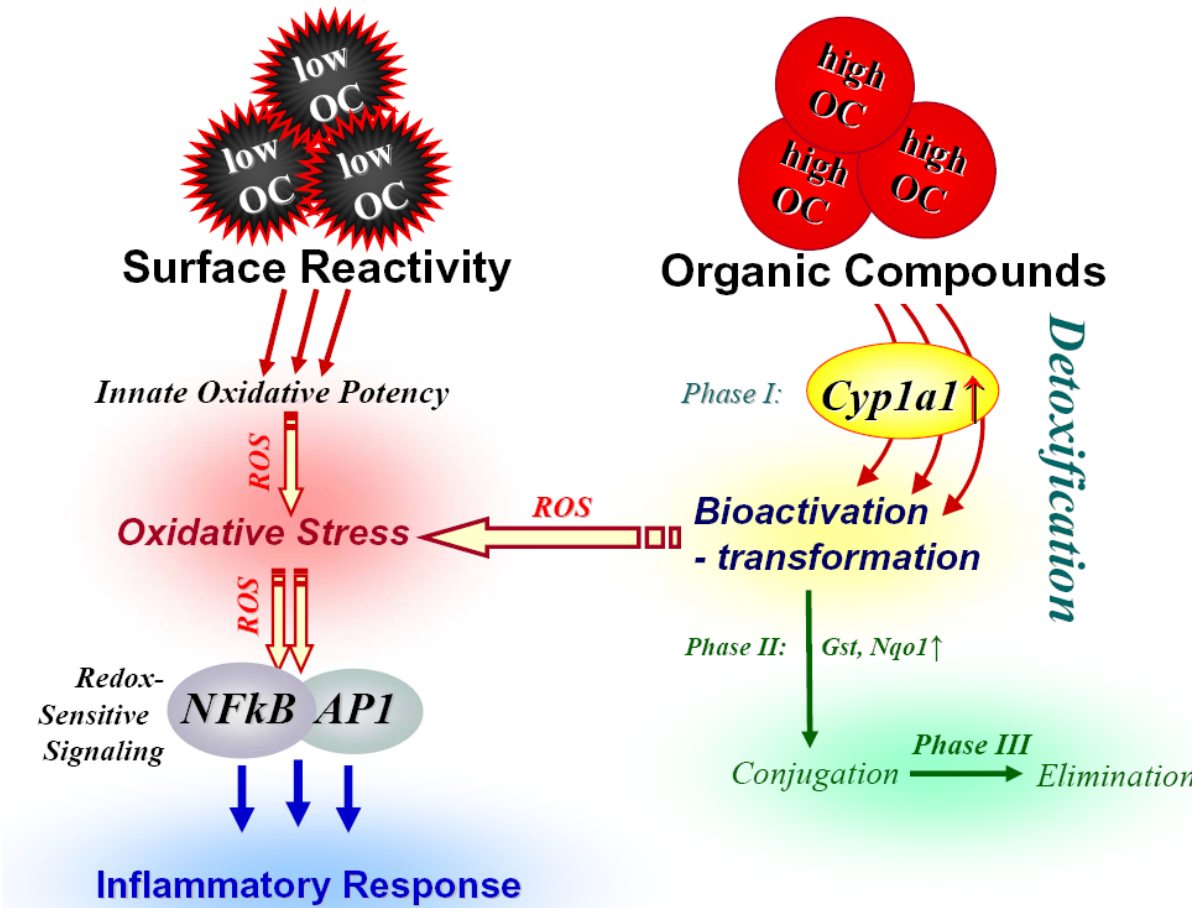 low
OC
low
OC
low
OC
Surface Reactivity
Innate Oxidative Potency
ROS
Oxidative Stress
ROS
Redox-
Sensitive
Signaling
NFkB
AP1
Inflammatory Response
high
OC
high
OC
high
OC
Organic Compounds
Detoxification
Phase I:
Cyp1a1↑
ROS
Bioactivation
- transformation
Phase II:
Gst, Nqo1↑
Conjugation
Phase III
Elimination